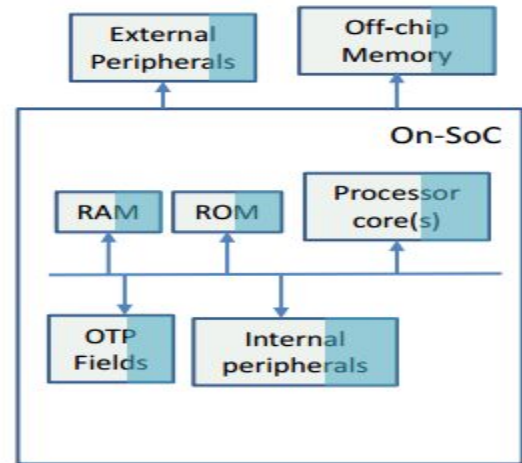 External
Peripherals
Off-chip
Memory
On-SoC
RAM
ROM
Processor
core(s)
OTP
Fields
Internal
peripherals